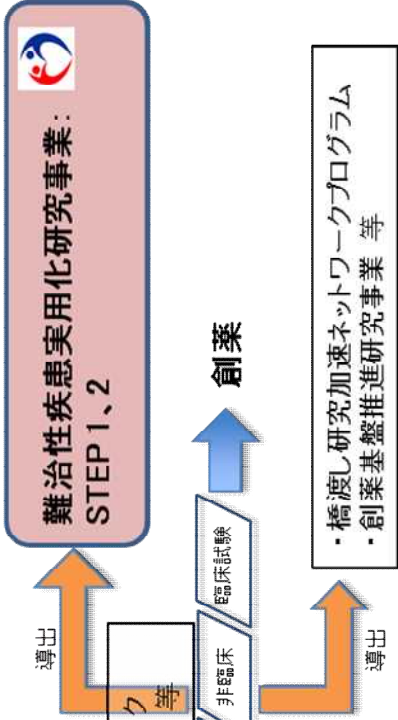 難治性疾患実用化研究事業:
STEP1、2
導出
ク
等
非臨床
臨床試験
創薬
導出
・橋渡し研究加速ネットワークプログラム
・創薬基盤推進研究事業 等